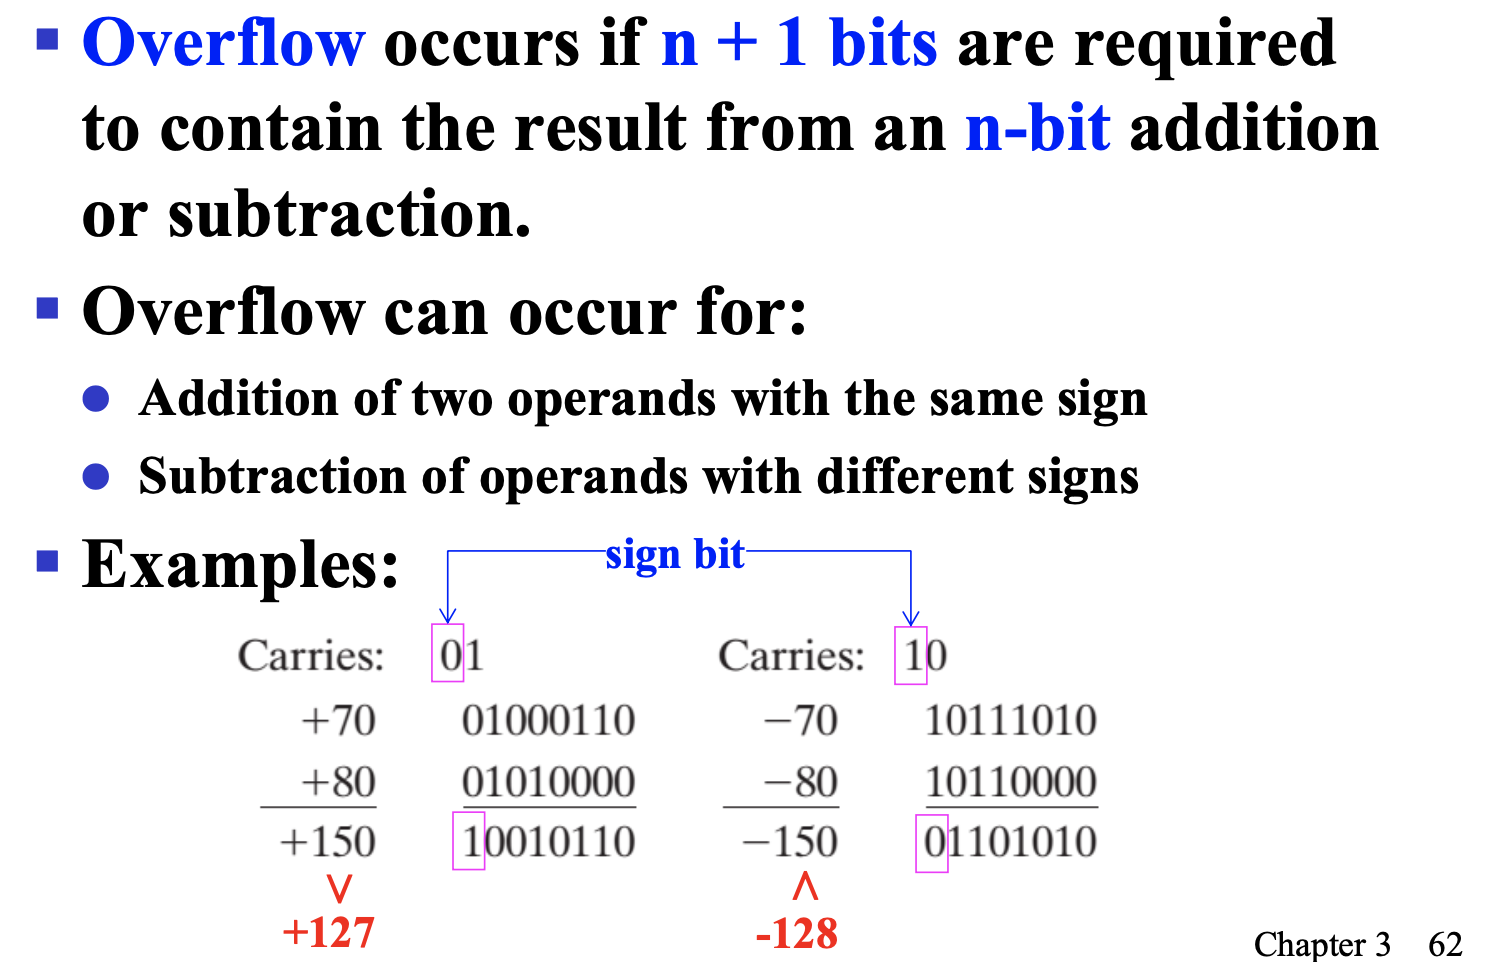 Overflow occurs if n + 1 bits are required
to contain the result from an n-bit addition
or subtraction.
Overflow can occur for:
Addition of two operands with the same sign
Subtraction of operands with different signs
Examples:
sign bit
Carries: 01
+70 01000110
+80 01010000
+150 10010110
∨
+127
Carries: 10
−70 10111010
−80 10110000
−150 01101010
∧
-128
Chapter 3 62